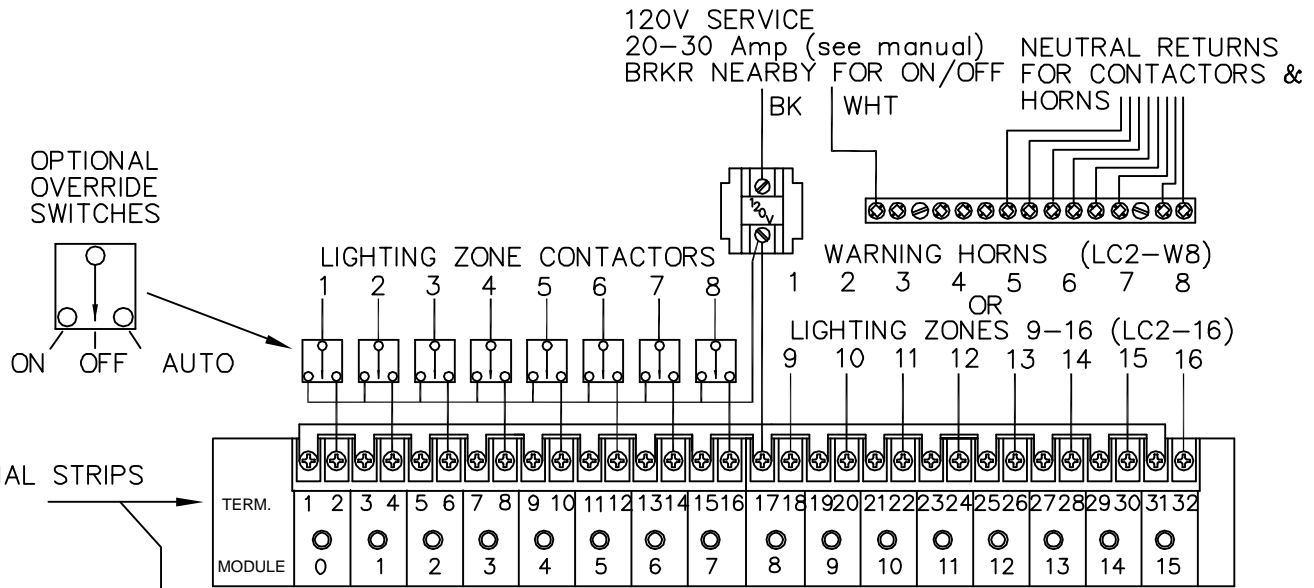 120V SERVICE
20-30 Amp (see manual)
BRKR NEARBY FOR ON/OFF
NEUTRAL RETURNS
FOR CONTACTORS &
HORNS
BK WHT
OPTIONAL
OVERRIDE
SWITCHES
120V
LIGHTING ZONE CONTACTORS
1 2 3 4 5 6 7 8
WARNING HORNS (LC2-W8)
1 2 3 4 5 6 7 8
OR
LIGHTING ZONES 9-16 (LC2-16)
9 10 11 12 13 14 15 16
ON OFF AUTO
NAL STRIPS
TERM. 1 2 3 4 5 6 7 8 9 10 11 12 13 14 15 16 17 18 19 20 21 22 23 24 25 26 27 28 29 30 31 32
MODULE 0 1 2 3 4 5 6 7 8 9 10 11 12 13 14 15